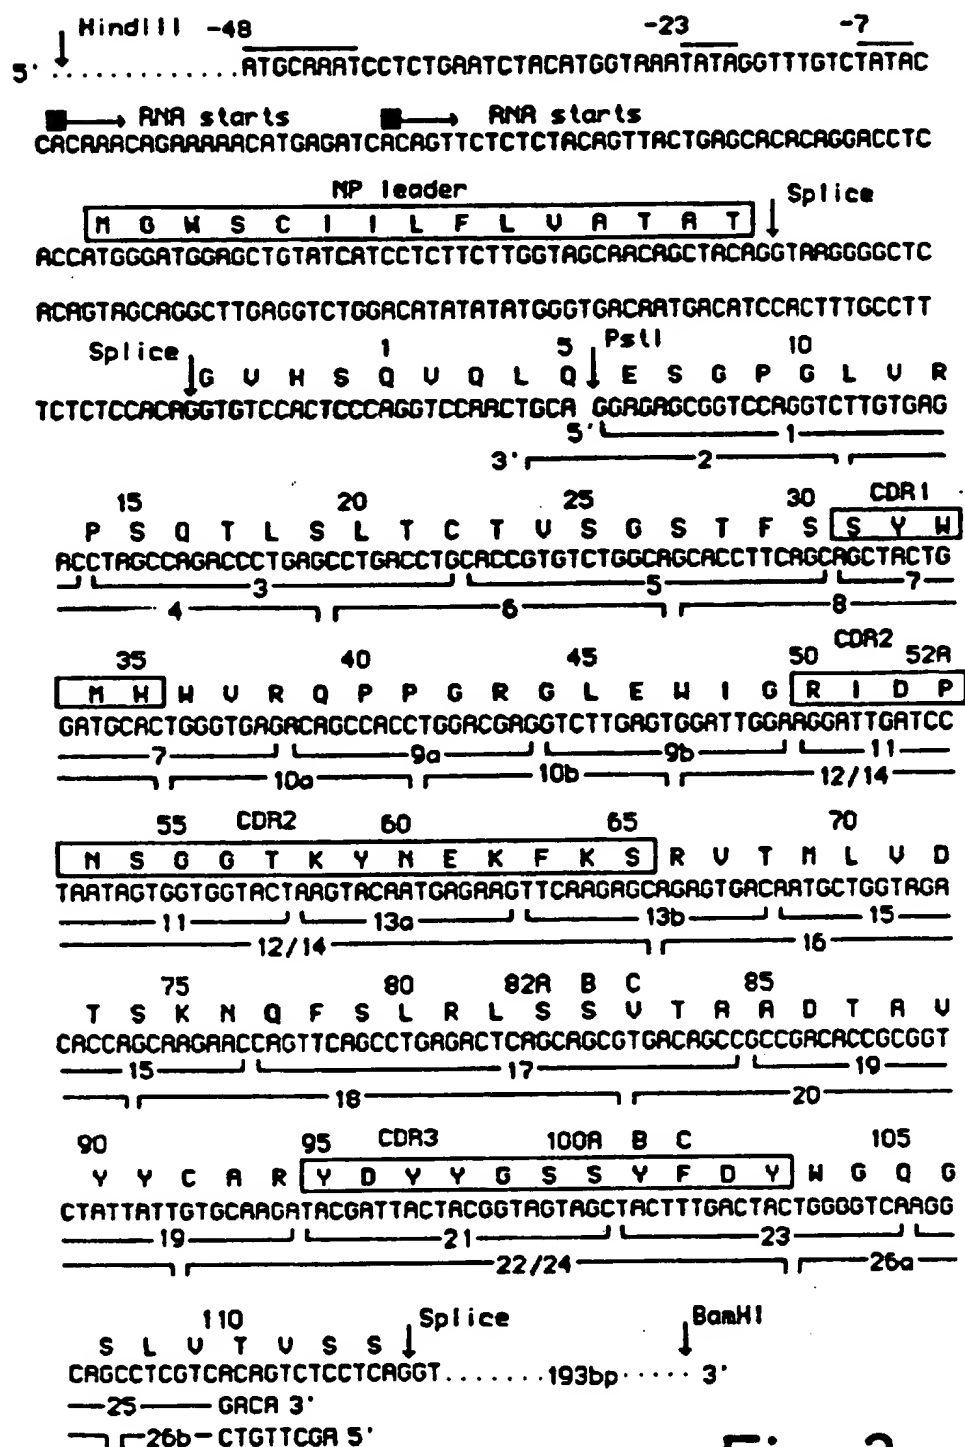 HindIII -48 -23 -7
5' ............. ATGCAAATCCTCTGAATCTACATGGTAAATATAGGTTTGTCTATAC
RNA starts RNA starts
CACAAACAGAAAAACATGAGATCACAGTTCTCTCTACAGTTACTGAGCACACAGGACCTC
NP leader Splice
M G W S C I I L F L V A T A T
ACCATGGGATGGAGCTGTATCATCCTCTTCTTGGTAGCAACAGCTACAGGTAAGGGGCTC
ACAGTAGCAGGCTTGAGGTCTGGACATATATATGGGTGACAATGACATCCACTTTGCCTT
Splice 1 5 PstI 10
G V H S Q V Q L Q E S G P G L V R
TCTCTCCACAGGTGTCCACTCCCAGGTCCAACTGCA GGAGAGCGGTCCAGGTCTTGTGAG
5' 1
3' 2
15 20 25 30 CDR1
P S Q T L S L T C T V S G S T F S S Y W
ACCTAGCCAGACCCTGAGCCTGACCTGCACCGTGTCTGGCAGCACCTTCAGCAGCTACTG
3 5 7
4 6 8
35 40 45 50 CDR2 52A
M H W V R Q P P G R G L E W I G R I D P
GATGCACTGGGTGAGACAGCCACCTGGACGAGGTCTTGAGTGGATTGGAAGGATTGATCC
7 9a 9b 11
10a 10b 12/14
55 CDR2 60 65 70
N S G G T K Y N E K F K S R V T M L V D
TAATAGTGGTGGTACTAAGTACAATGAGAAGTTCAAGAGCAGAGTGACAATGCTGGTAGA
11 13a 13b 15
12/14 16
75 80 82A B C 85
T S K N Q F S L R L S S V T A A D T A V
CACCAGCAAGAACCAGTTCAGCCTGAGACTCAGCAGCGTGACAGCCGCCGACACCGCGGT
15 17 19
18 20
90 95 CDR3 100A B C 105
Y Y C A R Y D Y Y G S S Y F D Y W G Q G
CTATTATTGTGCAAGATACGATTACTACGGTAGTAGCTACTTTGACTACTGGGGTCAAGG
19 21 23
22/24 26a
110 Splice BamHI
S L V T V S S
CAGCCTCGTCACAGTCTCCTCAGGT.......193bp..... 3'
25 GACA 3'
26b CTGTTCGA 5'